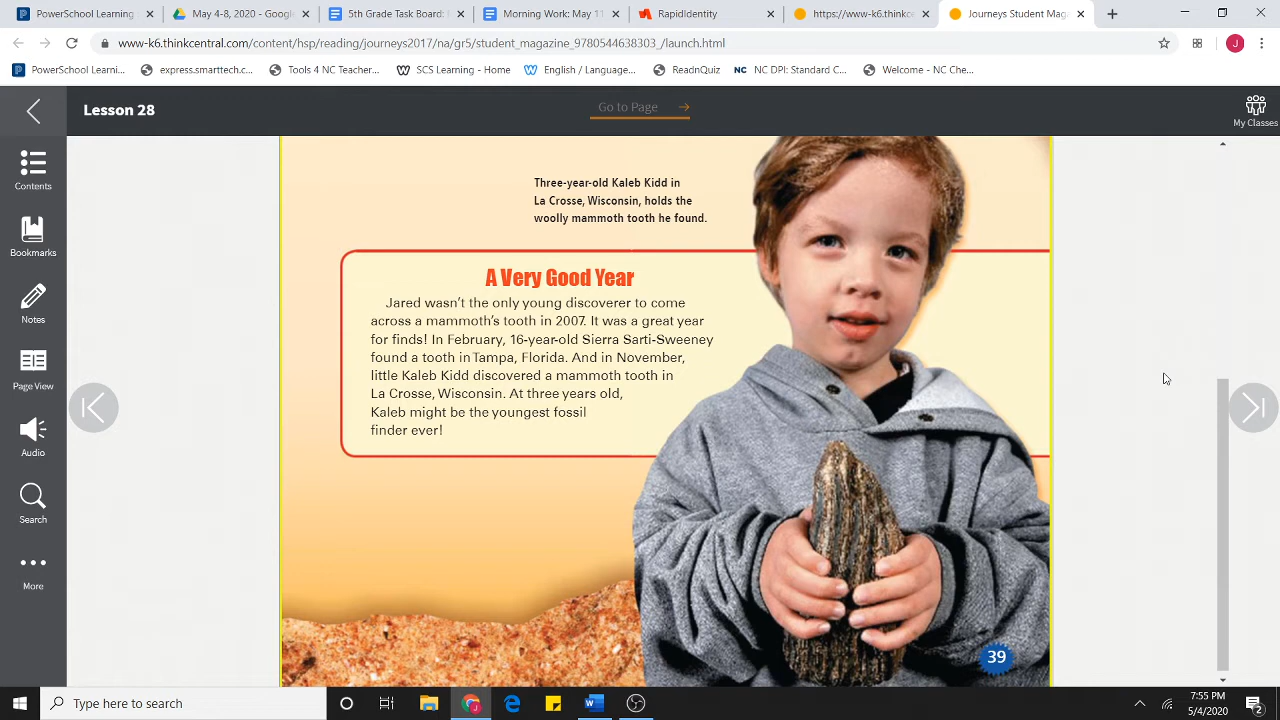 May 4-8, 2020 - Googl
5th Grade Task Board:
Morning Work: May 11
RapidIdentity
https://www-k6.thinkce
Journeys Student Mag
www-k6.thinkcentral.com/content/hsp/reading/journeys2017/na/gr5/student_magazine_9780544638303_/launch.html
PowerSchool Learni...
express.smarttech.c...
Tools 4 NC Teacher...
SCS Learning - Home
English / Language...
ReadnQuiz
NC DPI: Standard C...
Welcome - NC Che...
Lesson 28
Go to Page
My Classes
Contents
Bookmarks
Notes
Page View
Audio
Search
More
Three-year-old Kaleb Kidd in
La Crosse, Wisconsin, holds the
woolly mammoth tooth he found.
A Very Good Year
Jared wasn't the only young discoverer to come
across a mammoth's tooth in 2007. It was a great year
for finds! In February, 16-year-old Sierra Sarti-Sweeney
found a tooth in Tampa, Florida. And in November,
little Kaleb Kidd discovered a mammoth tooth in
La Crosse, Wisconsin. At three years old,
Kaleb might be the youngest fossil
finder ever!
39
Type here to search
7:55 PM
5/4/2020
2